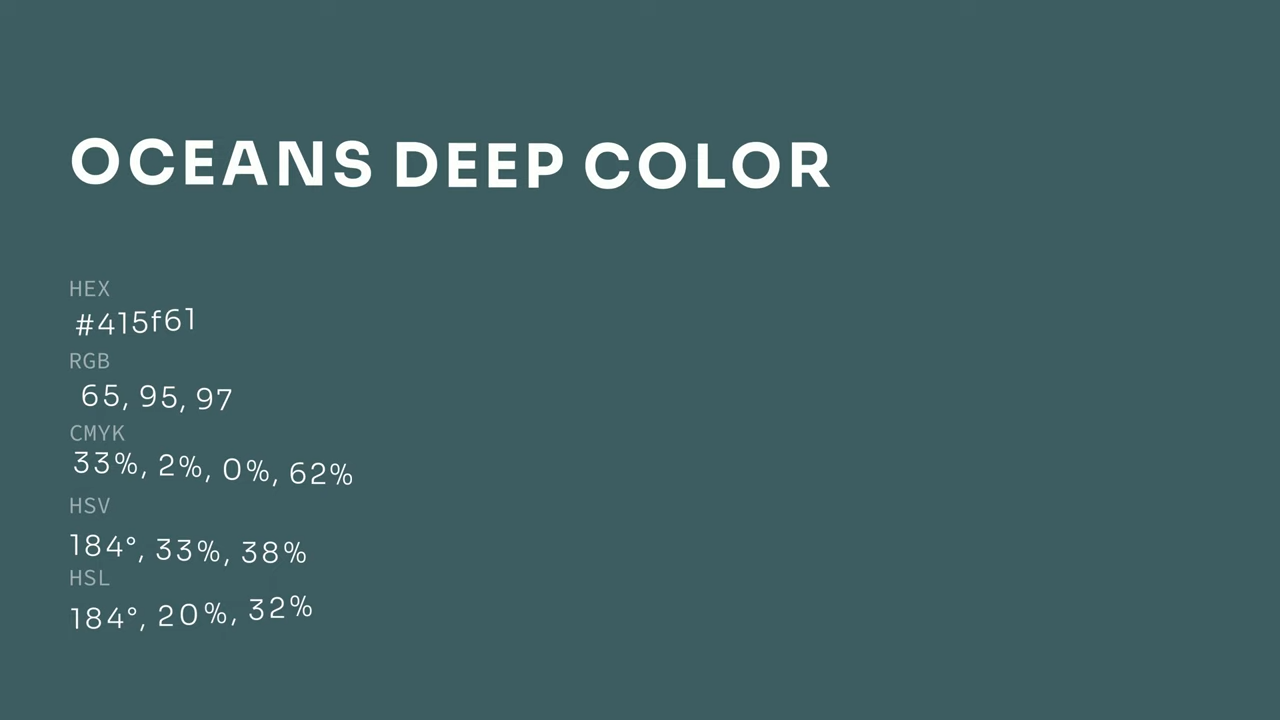 OCEANS DEEP COLOR
HEX
#415f61
RGB
65, 95, 97
CMYK
33%, 2%, 0%, 62%
HSV
184°, 33%, 38%
HSL
184°, 20%, 32%